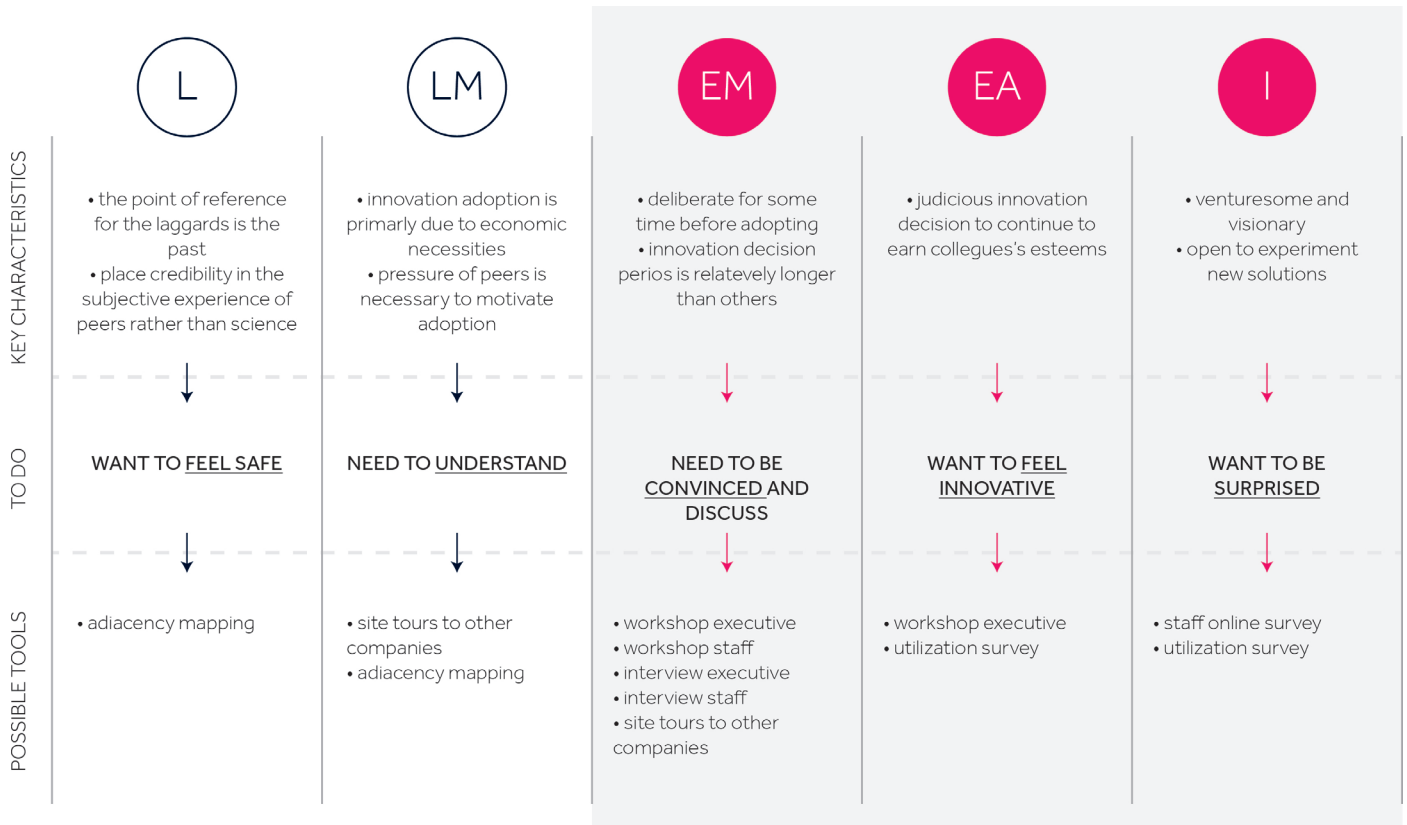 L
LM
EM
EA
I
KEY CHARACTERISTICS
• the point of reference
for the laggards is the
past
• place credibility in the
subjective experience of
peers rather than science
• innovation adoption is
primarly due to economic
necessities
• pressure of peers is
necessary to motivate
adoption
• deliberate for some
time before adopting
• innovation decision
perios is relatevely longer
than others
• judicious innovation
decision to continue to
earn collegues's esteems
• venturesome and
visionary
• open to experiment
new solutions
TO DO
WANT TO FEEL SAFE
NEED TO UNDERSTAND
NEED TO BE
CONVINCED AND
DISCUSS
WANT TO FEEL
INNOVATIVE
WANT TO BE
SURPRISED
POSSIBLE TOOLS
• adiacency mapping
• site tours to other
companies
• adiacency mapping
• workshop executive
• workshop staff
• interview executive
• interview staff
• site tours to other
companies
• workshop executive
• utilization survey
• staff online survey
• utilization survey